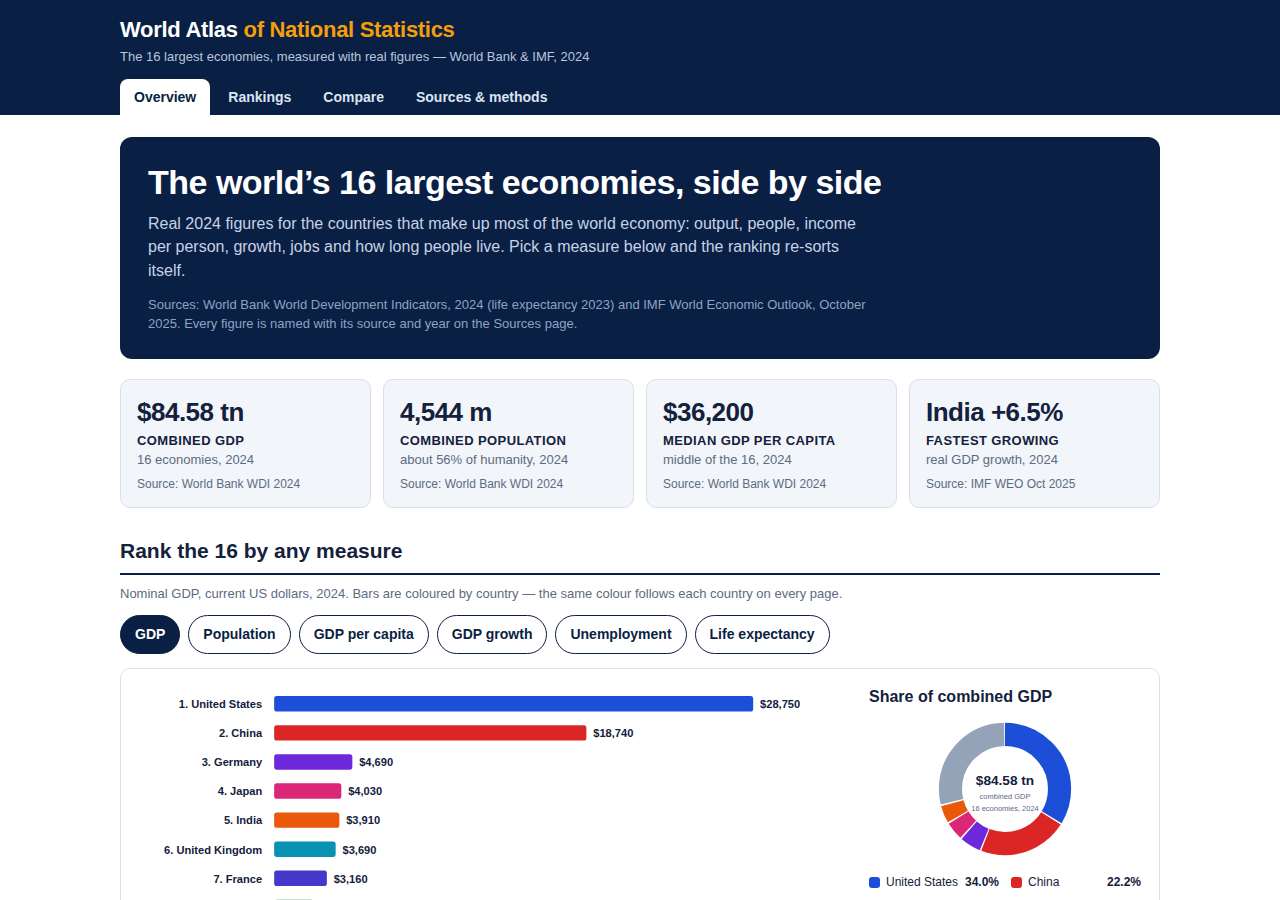 World Atlas of National Statistics
The 16 largest economies, measured with real figures — World Bank & IMF, 2024
Overview Rankings Compare Sources & methods
The world’s 16 largest economies, side by side
Real 2024 figures for the countries that make up most of the world economy: output, people, income
per person, growth, jobs and how long people live. Pick a measure below and the ranking re-sorts
itself.
Sources: World Bank World Development Indicators, 2024 (life expectancy 2023) and IMF World Economic Outlook, October
2025. Every figure is named with its source and year on the Sources page.
$84.58 tn
COMBINED GDP
16 economies, 2024
Source: World Bank WDI 2024
4,544 m
COMBINED POPULATION
about 56% of humanity, 2024
Source: World Bank WDI 2024
$36,200
MEDIAN GDP PER CAPITA
middle of the 16, 2024
Source: World Bank WDI 2024
India +6.5%
FASTEST GROWING
real GDP growth, 2024
Source: IMF WEO Oct 2025
Rank the 16 by any measure
Nominal GDP, current US dollars, 2024. Bars are coloured by country — the same colour follows each country on every page.
GDP Population GDP per capita GDP growth Unemployment Life expectancy
1. United States $28,750
2. China $18,740
3. Germany $4,690
4. Japan $4,030
5. India $3,910
6. United Kingdom $3,690
7. France $3,160
Share of combined GDP
$84.58 tn
combined GDP
16 economies, 2024
United States 34.0% China 22.2%